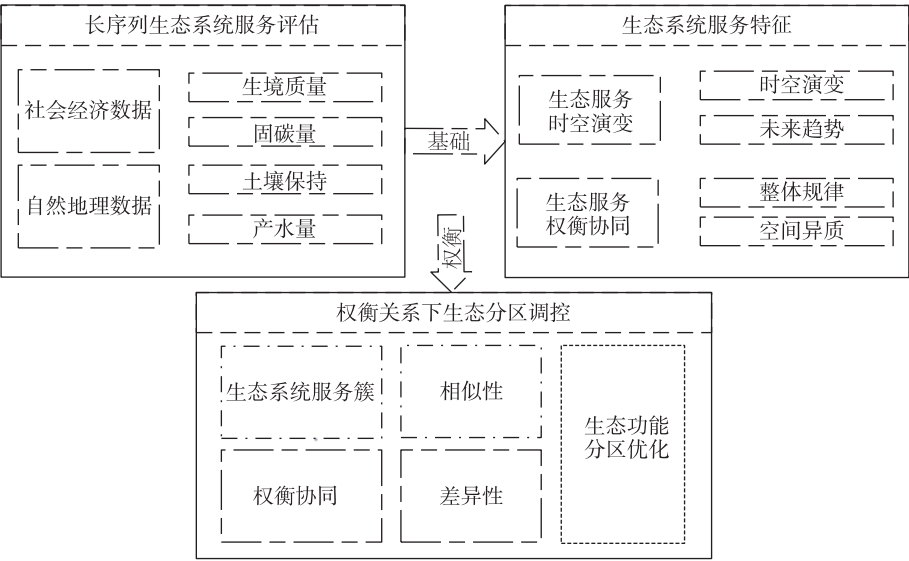 长序列生态系统服务评估
社会经济数据
自然地理数据
生境质量
固碳量
土壤保持
产水量
基础
生态系统服务特征
生态服务
时空演变
时空演变
未来趋势
生态服务
权衡协同
整体规律
空间异质
权衡
权衡关系下生态分区调控
生态系统服务簇
相似性
权衡协同
差异性
生态功能
分区优化